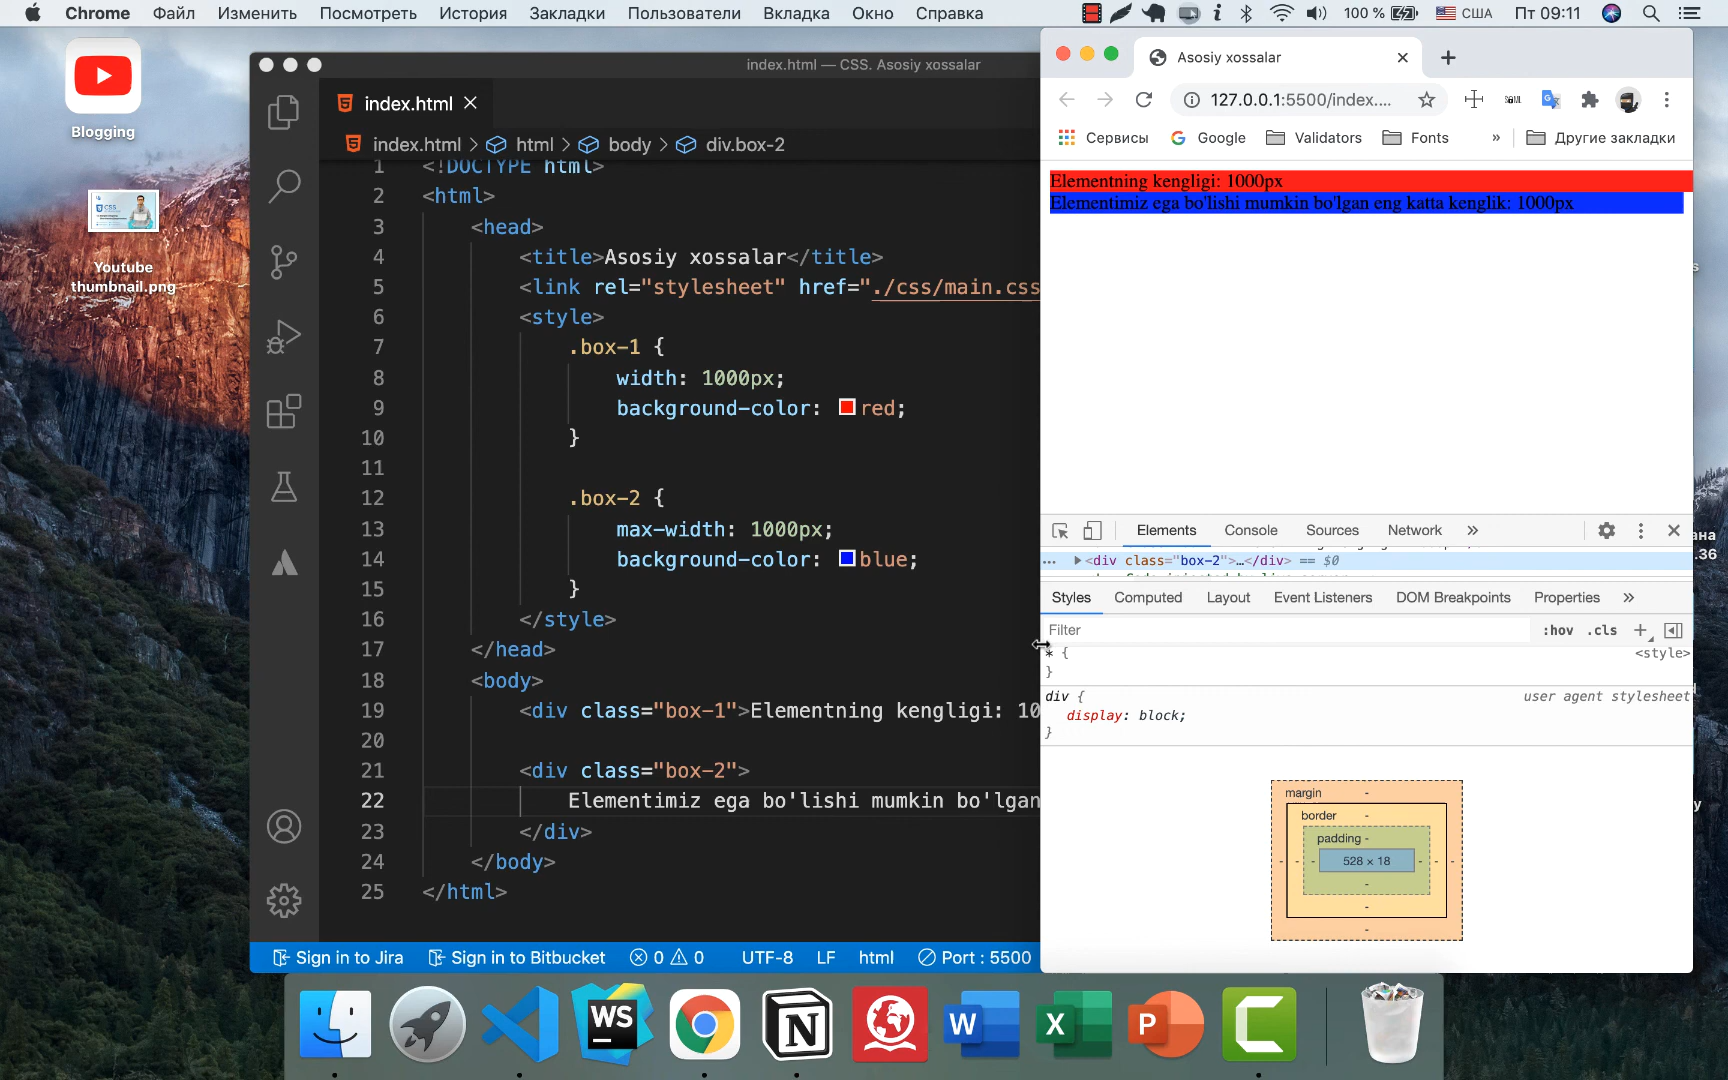 Chrome Файл Изменить Посмотреть История Закладки Пользователи Вкладка Окно Справка 100 % США Пт 09:11
Blogging
CSS
Youtube
thumbnail.png
index.html — CSS. Asosiy xossalar
index.html
index.html > html > body > div.box-2
1 <!DOCTYPE html>
2 <html>
3 <head>
4 <title>Asosiy xossalar</title>
5 <link rel="stylesheet" href="./css/main.css
6 <style>
7 .box-1 {
8 width: 1000px;
9 background-color: red;
10 }
11
12 .box-2 {
13 max-width: 1000px;
14 background-color: blue;
15 }
16 </style>
17 </head>
18 <body>
19 <div class="box-1">Elementning kengligi: 10
20
21 <div class="box-2">
22 Elementimiz ega bo'lishi mumkin bo'lgan
23 </div>
24 </body>
25 </html>
Sign in to Jira Sign in to Bitbucket 0 0 UTF-8 LF html Port : 5500
Asosiy xossalar
127.0.0.1:5500/index....
Сервисы Google Validators Fonts » Другие закладки
Elementning kengligi: 1000px
Elementimiz ega bo'lishi mumkin bo'lgan eng katta kenglik: 1000px
Elements Console Sources Network »
… <div class="box-2">…</div> == $0
Styles Computed Layout Event Listeners DOM Breakpoints Properties »
Filter :hov .cls +
* { <style>
}
div { user agent stylesheet
display: block;
}
margin -
border -
padding -
- - - 528 × 18 - - -
-
-
-
ана
.36
WS
N
W
X
P
C